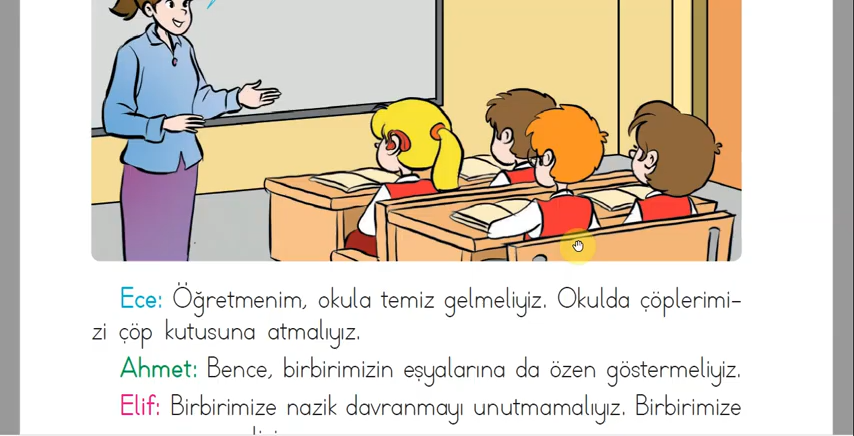 Ece: Öğretmenim, okula temiz gelmeliyiz. Okulda çöplerimi-
zi çöp kutusuna atmalıyız.
Ahmet: Bence, birbirimizin eşyalarına da özen göstermeliyiz.
Elif: Birbirimize nazik davranmayı unutmamalıyız. Birbirimize